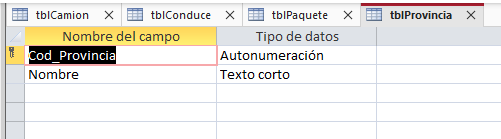 tblCamion tblConduce tblPaquete tblProvincia
Nombre del campo Tipo de datos
Cod_Provincia Autonumeración
Nombre Texto corto